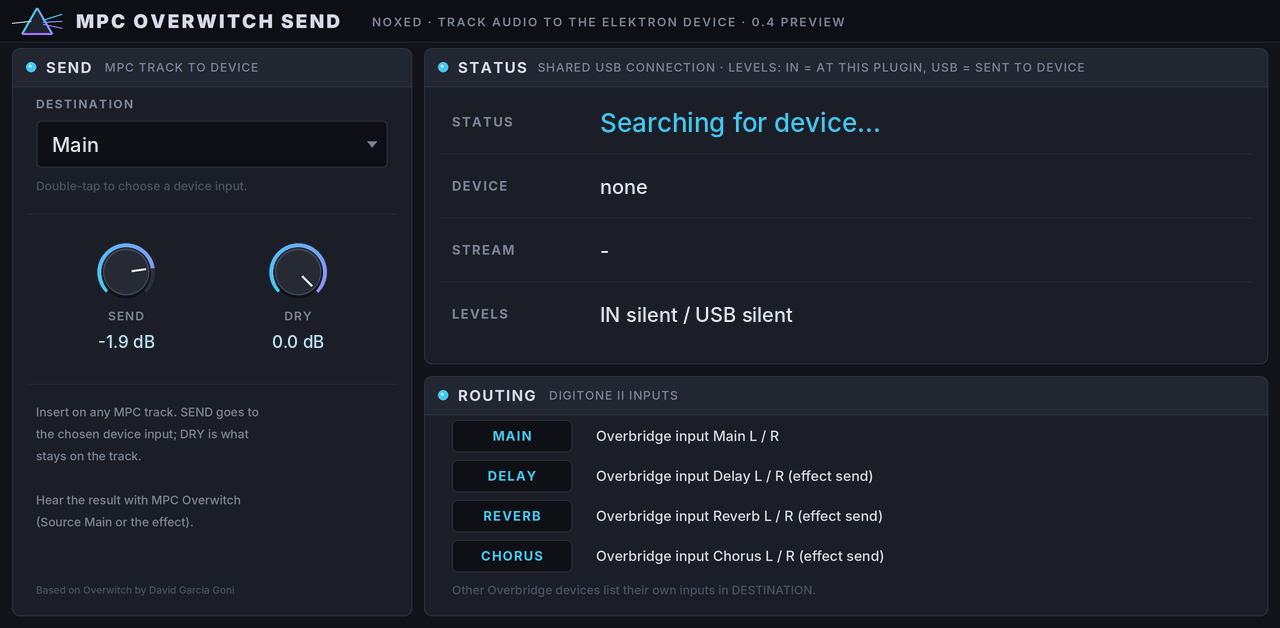 MPC OVERWITCH SEND
NOXED · TRACK AUDIO TO THE ELEKTRON DEVICE · 0.4 PREVIEW
SEND
MPC TRACK TO DEVICE
DESTINATION
Main
Double-tap to choose a device input.
SEND
DRY
-1.9 dB
0.0 dB
Insert on any MPC track. SEND goes to
the chosen device input; DRY is what
stays on the track.
Hear the result with MPC Overwitch
(Source Main or the effect).
Based on Overwitch by David Garcia Goni
STATUS
SHARED USB CONNECTION · LEVELS: IN = AT THIS PLUGIN, USB = SENT TO DEVICE
STATUS
Searching for device...
DEVICE
none
STREAM
-
LEVELS
IN silent / USB silent
ROUTING
DIGITONE II INPUTS
MAIN
Overbridge input Main L / R
DELAY
Overbridge input Delay L / R (effect send)
REVERB
Overbridge input Reverb L / R (effect send)
CHORUS
Overbridge input Chorus L / R (effect send)
Other Overbridge devices list their own inputs in DESTINATION.